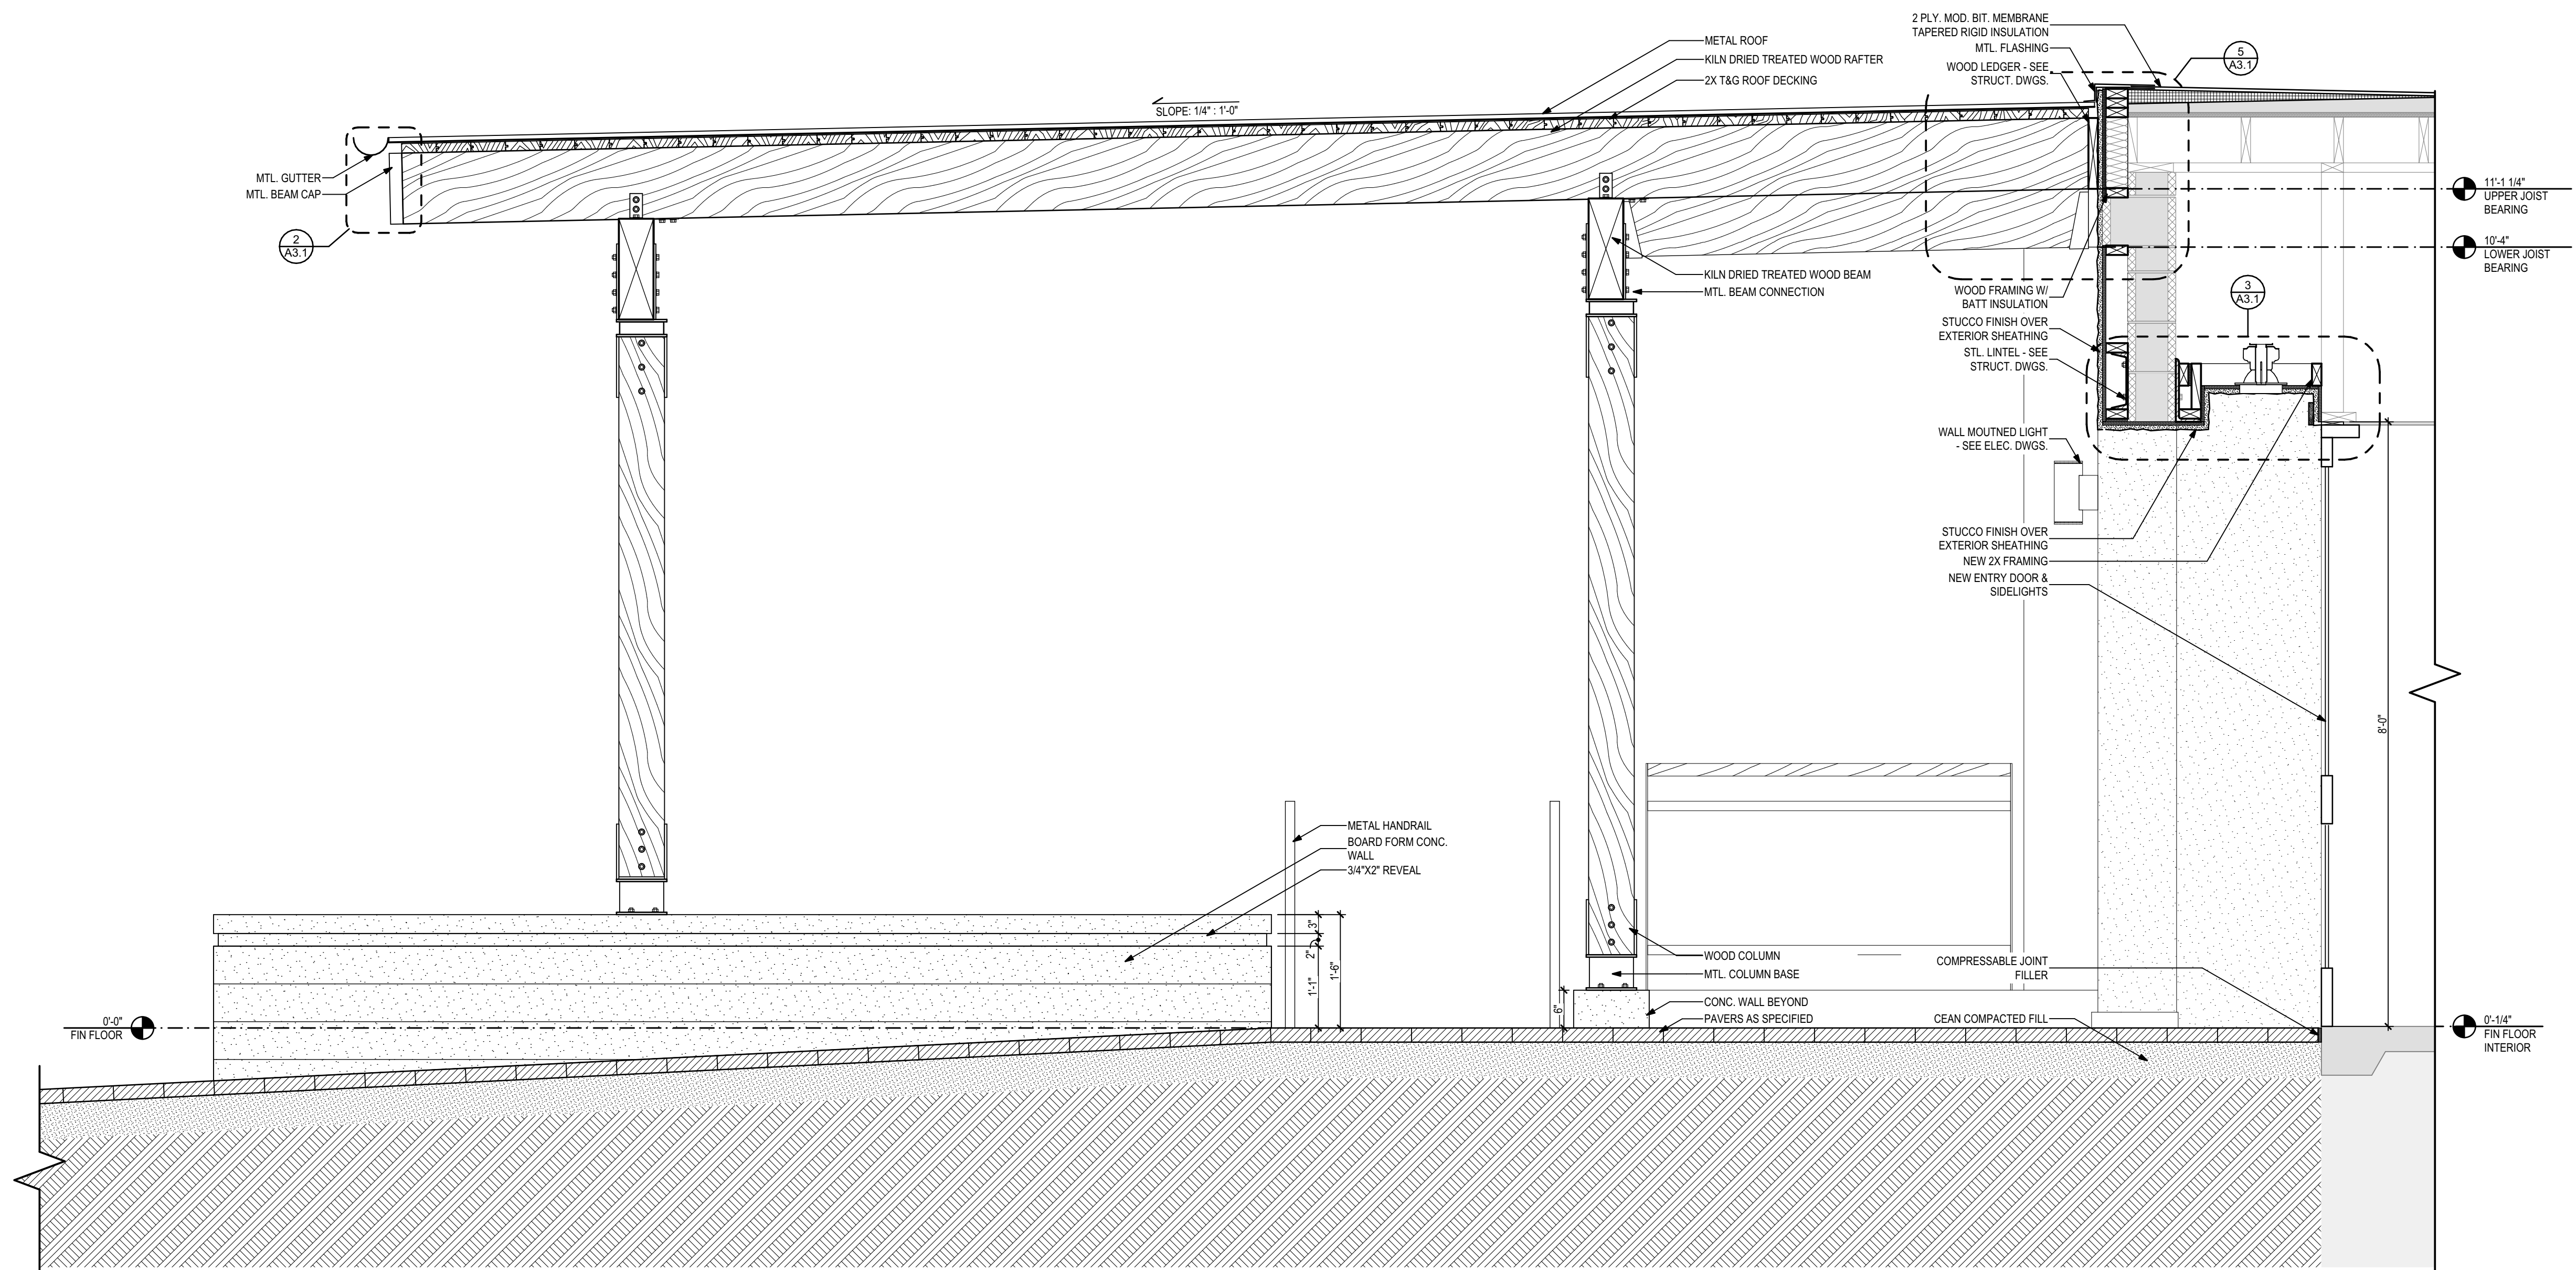 2 PLY. MOD. BIT. MEMBRANE
TAPERED RIGID INSULATION
MTL. FLASHING
WOOD LEDGER - SEE
STRUCT. DWGS.
5
A3.1
METAL ROOF
KILN DRIED TREATED WOOD RAFTER
2X T&G ROOF DECKING
SLOPE: 1/4" : 1'-0"
MTL. GUTTER
MTL. BEAM CAP
2
A3.1
11'-1 1/4"
UPPER JOIST
BEARING
10'-4"
LOWER JOIST
BEARING
KILN DRIED TREATED WOOD BEAM
MTL. BEAM CONNECTION
WOOD FRAMING W/
BATT INSULATION
STUCCO FINISH OVER
EXTERIOR SHEATHING
STL. LINTEL - SEE
STRUCT. DWGS.
3
A3.1
WALL MOUTNED LIGHT
- SEE ELEC. DWGS.
STUCCO FINISH OVER
EXTERIOR SHEATHING
NEW 2X FRAMING
NEW ENTRY DOOR &
SIDELIGHTS
8'-0"
METAL HANDRAIL
BOARD FORM CONC.
WALL
3/4"X2" REVEAL
3"
2"
1'-1"
1'-6"
6"
WOOD COLUMN
MTL. COLUMN BASE
CONC. WALL BEYOND
PAVERS AS SPECIFIED
COMPRESSABLE JOINT
FILLER
CEAN COMPACTED FILL
0'-0"
FIN FLOOR
0'-1/4"
FIN FLOOR
INTERIOR